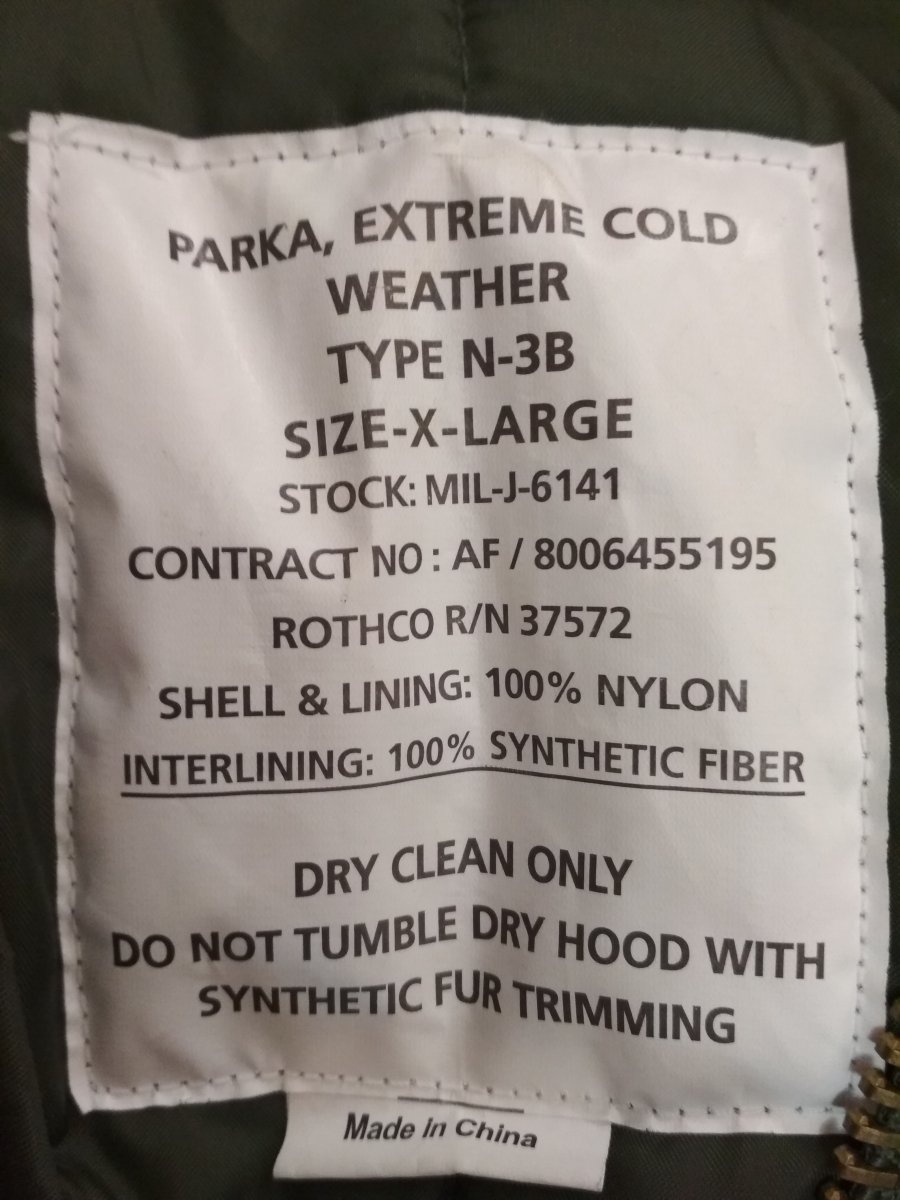 PARKA, EXTREME COLD
WEATHER
TYPE N-3B
SIZE-X-LARGE
STOCK: MIL-J-6141
CONTRACT NO : AF / 8006455195
ROTHCO R/N 37572
SHELL & LINING: 100% NYLON
INTERLINING: 100% SYNTHETIC FIBER
DRY CLEAN ONLY
DO NOT TUMBLE DRY HOOD WITH
SYNTHETIC FUR TRIMMING
Made in China